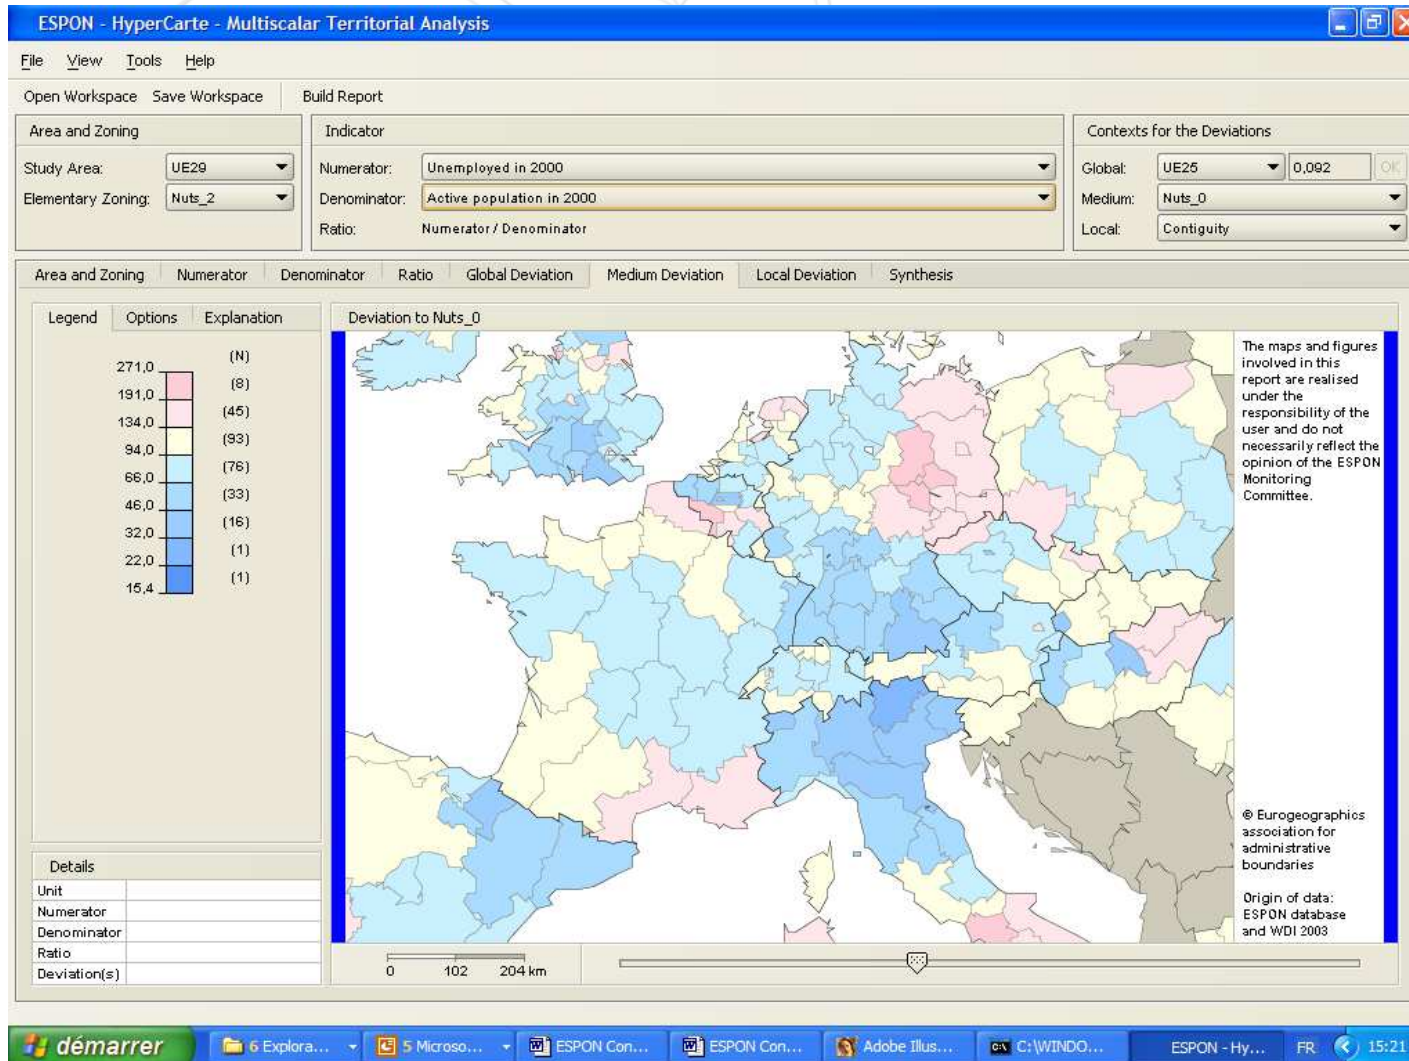 ESPON - HyperCarte - Multiscalar Territorial Analysis
File View Tools Help
Open Workspace Save Workspace Build Report
Area and Zoning
Study Area: UE29
Elementary Zoning: Nuts_2
Indicator
Numerator: Unemployed in 2000
Denominator: Active population in 2000
Ratio: Numerator / Denominator
Contexts for the Deviations
Global: UE25 0,092 OK
Medium: Nuts_0
Local: Contiguity
Area and Zoning Numerator Denominator Ratio Global Deviation Medium Deviation Local Deviation Synthesis
Legend Options Explanation
(N)
271,0
(8)
191,0
(45)
134,0
(93)
94,0
(76)
66,0
(33)
46,0
(16)
32,0
(1)
22,0
(1)
15,4
Deviation to Nuts_0
The maps and figures
involved in this
report are realised
under the
responsibility of the
user and do not
necessarily reflect the
opinion of the ESPON
Monitoring
Committee.
© Eurogeographics
association for
administrative
boundaries
Origin of data:
ESPON database
and WDI 2003
Details
Unit
Numerator
Denominator
Ratio
Deviation(s)
0 102 204 km
démarrer 6 Explora... 5 Microso... ESPON Con... ESPON Con... Adobe Illus... C:\WINDO... ESPON - Hy... FR 15:21